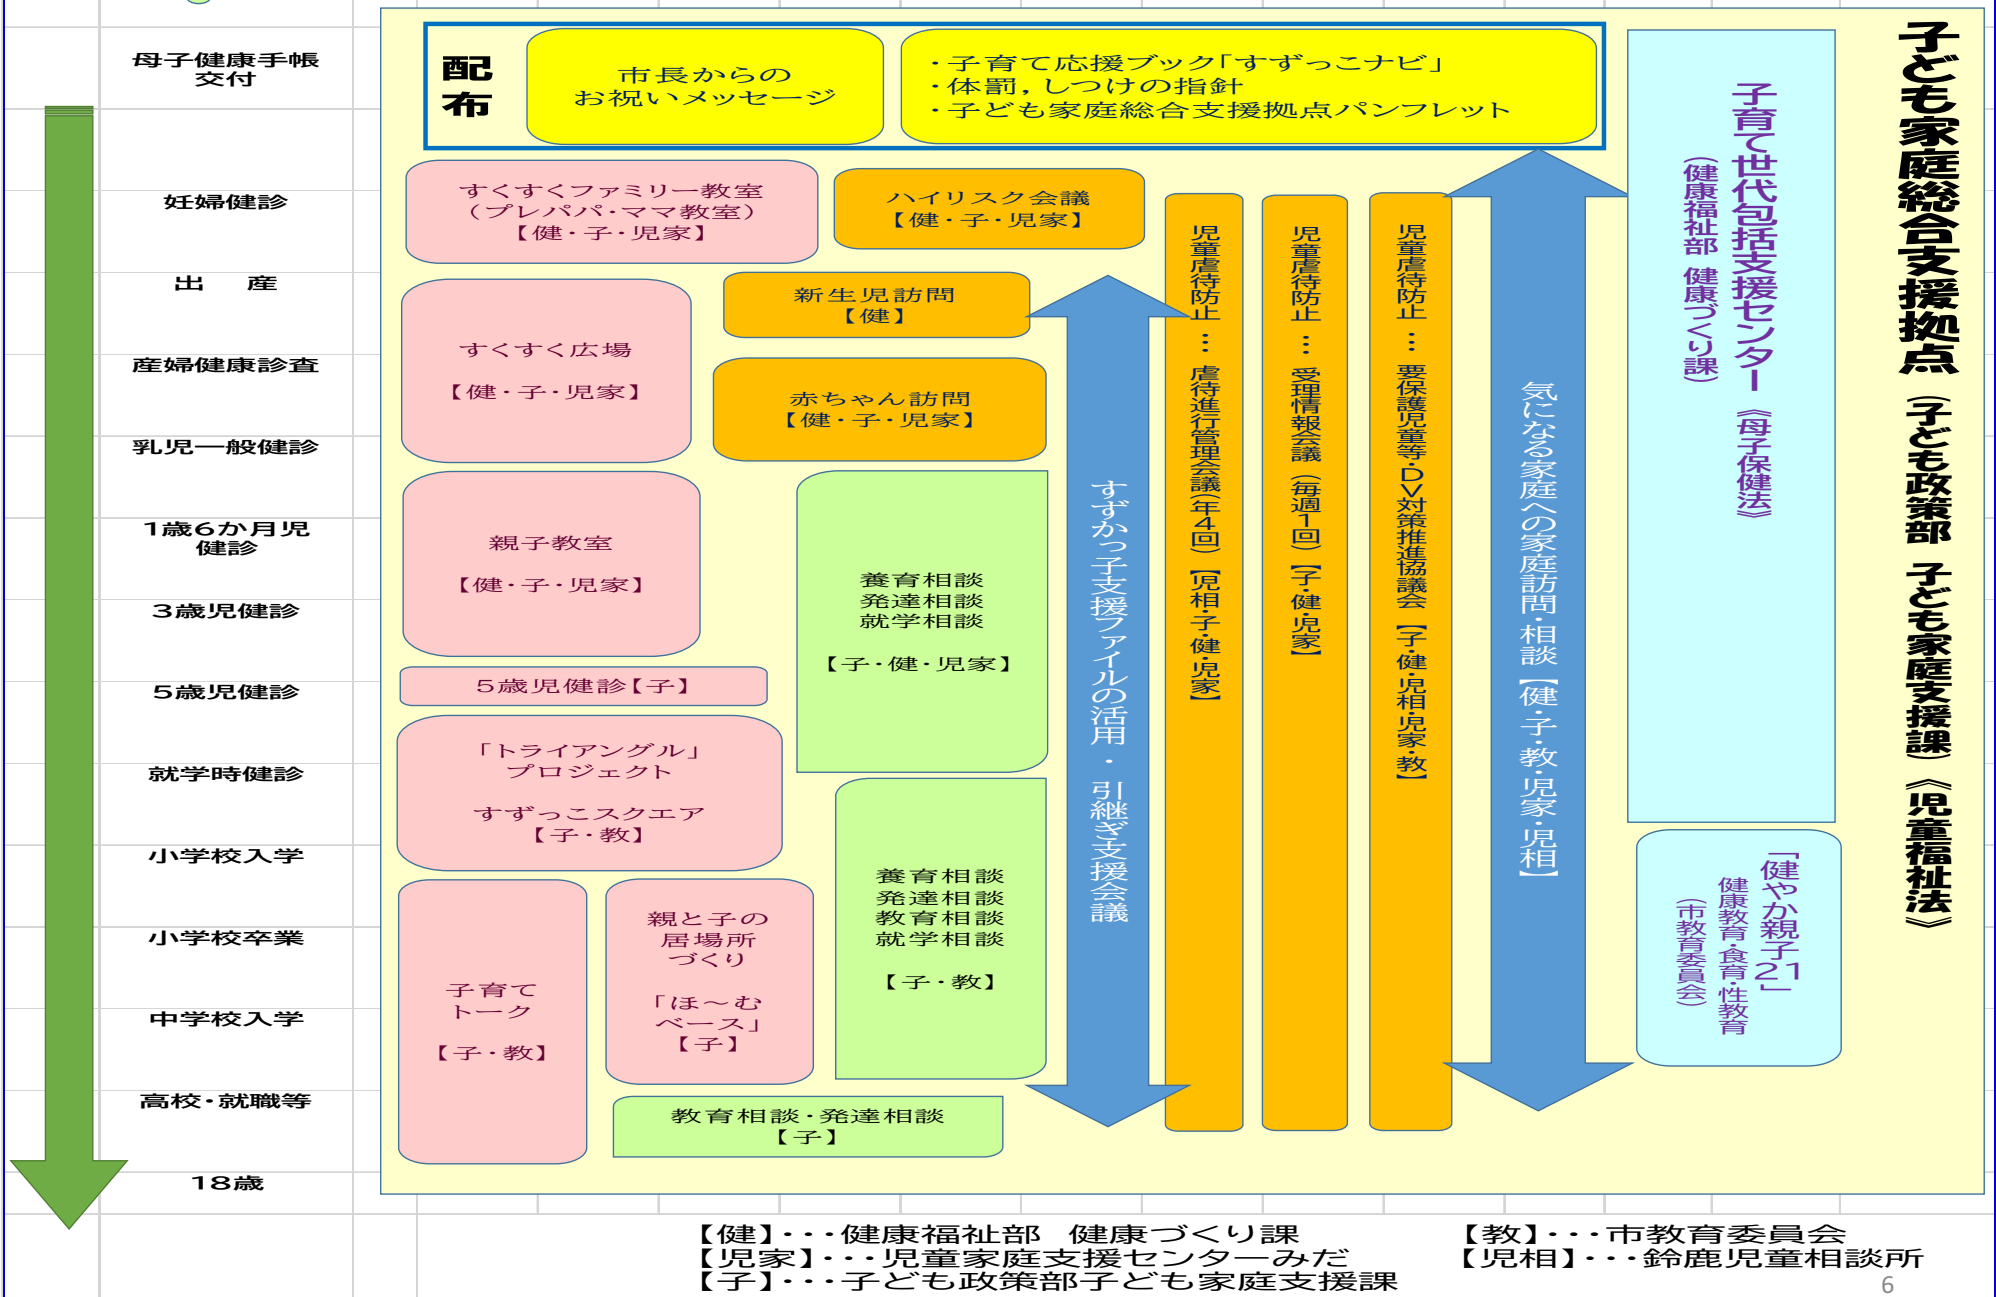 母子健康手帳
交付
妊婦健診
出　産
産婦健康診査
乳児一般健診
1歳6か月児
健診
3歳児健診
5歳児健診
就学時健診
小学校入学
小学校卒業
中学校入学
高校・就職等
18歳
配
布
市長からの
お祝いメッセージ
・子育て応援ブック「すずっこナビ」
・体罰，しつけの指針
・子ども家庭総合支援拠点パンフレット
すくすくファミリー教室
（プレパパ・ママ教室）
【健・子・児家】
ハイリスク会議
【健・子・児家】
新生児訪問
【健】
すくすく広場
【健・子・児家】
赤ちゃん訪問
【健・子・児家】
親子教室
【健・子・児家】
養育相談
発達相談
就学相談
【子・健・児家】
5歳児健診【子】
「トライアングル」
プロジェクト
すずっこスクエア
【子・教】
養育相談
発達相談
教育相談
就学相談
【子・教】
子育て
トーク
【子・教】
親と子の
居場所
づくり
「ほ～む
ベース」
【子】
教育相談・発達相談
【子】
すずかっ子支援ファイルの活用・引継ぎ支援会議
児童虐待防止…虐待進行管理会議（年4回）【児相・子・健・児家】
児童虐待防止…受理情報会議（毎週1回）【子・健・児家】
児童虐待防止…要保護児童等・DV対策推進協議会【子・健・児相・児家・教】
気になる家庭への家庭訪問・相談【健・子・教・児家・児相】
子育て世代包括支援センター《母子保健法》
（健康福祉部 健康づくり課）
「健やか親子21」
健康教育・食育・性教育
（市教育委員会）
子ども家庭総合支援拠点（子ども政策部 子ども家庭支援課）《児童福祉法》
【健】・・・健康福祉部 健康づくり課
【児家】・・・児童家庭支援センターみだ
【子】・・・子ども政策部子ども家庭支援課
【教】・・・市教育委員会
【児相】・・・鈴鹿児童相談所
6